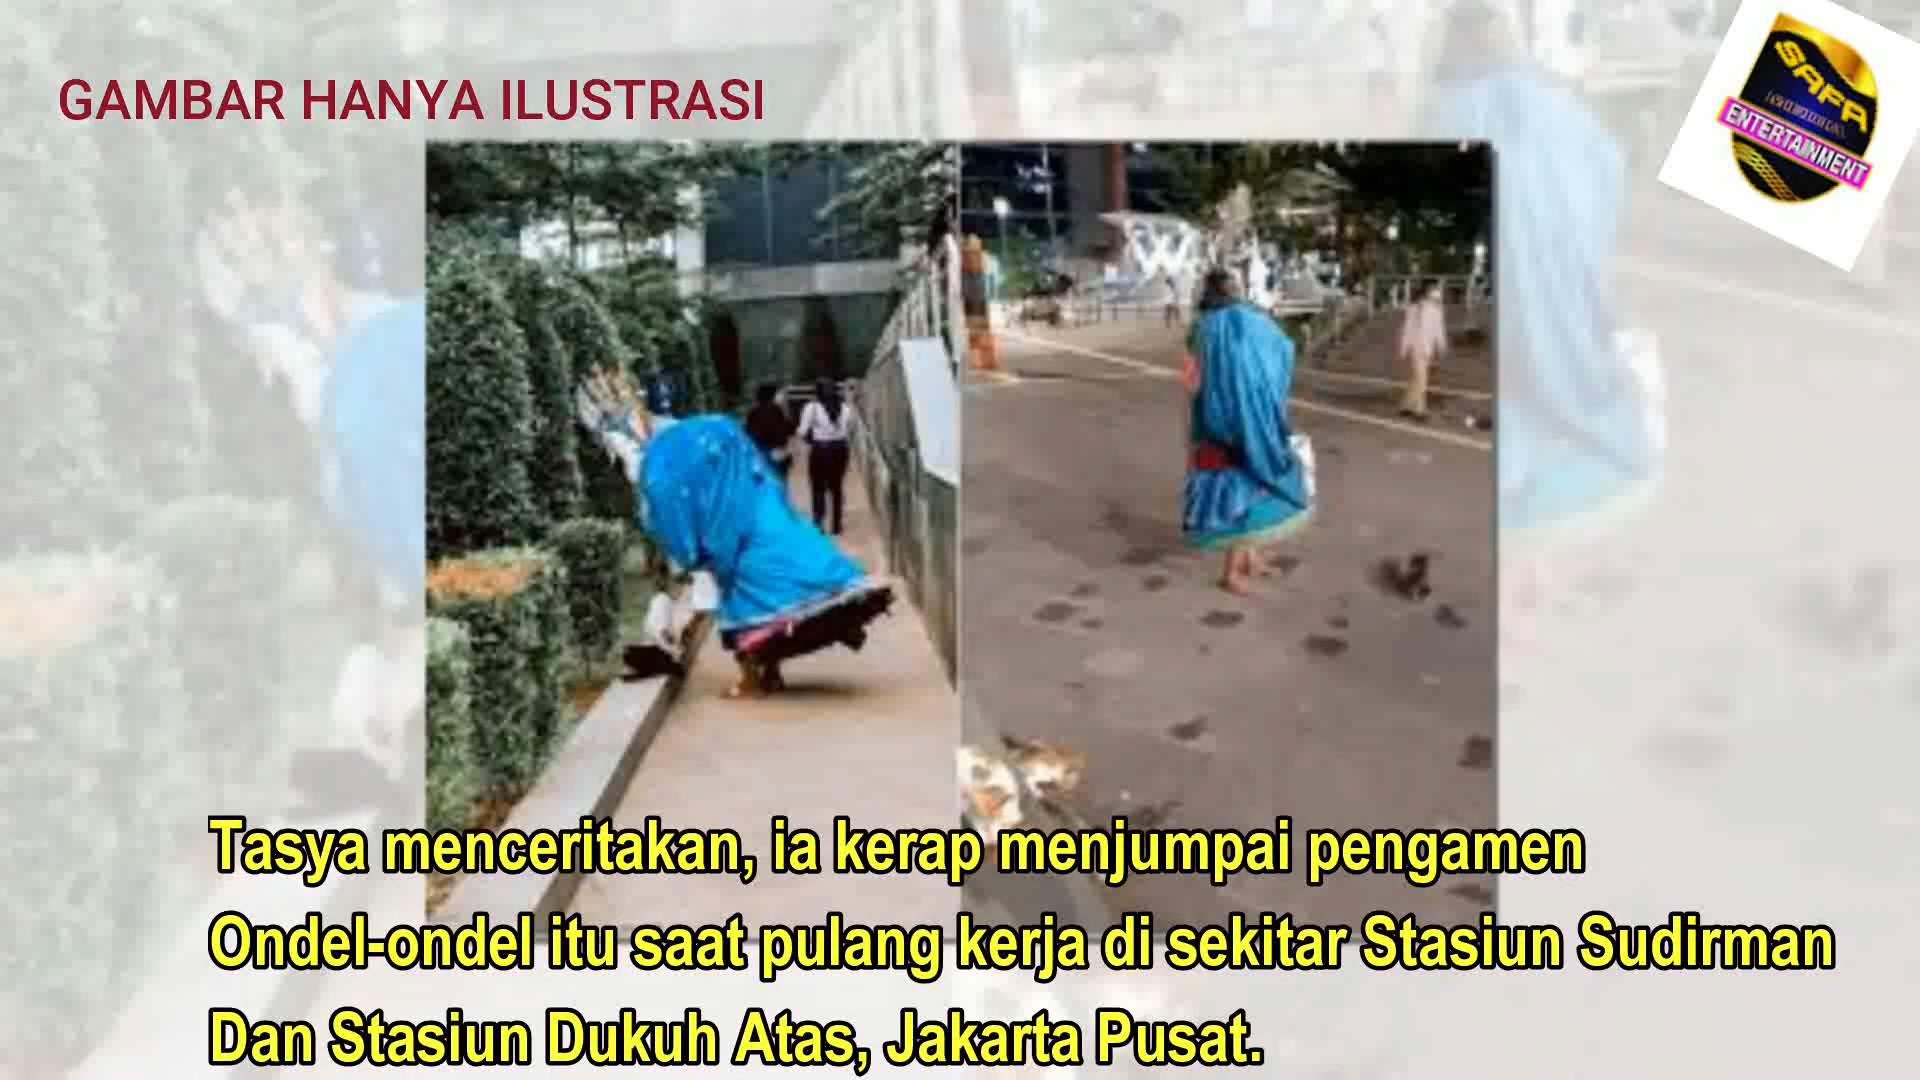 GAMBAR HANYA ILUSTRASI
SAFA
ENTERTAINMENT
Tasya menceritakan, ia kerap menjumpai pengamen
Ondel-ondel itu saat pulang kerja di sekitar Stasiun Sudirman
Dan Stasiun Dukuh Atas, Jakarta Pusat.